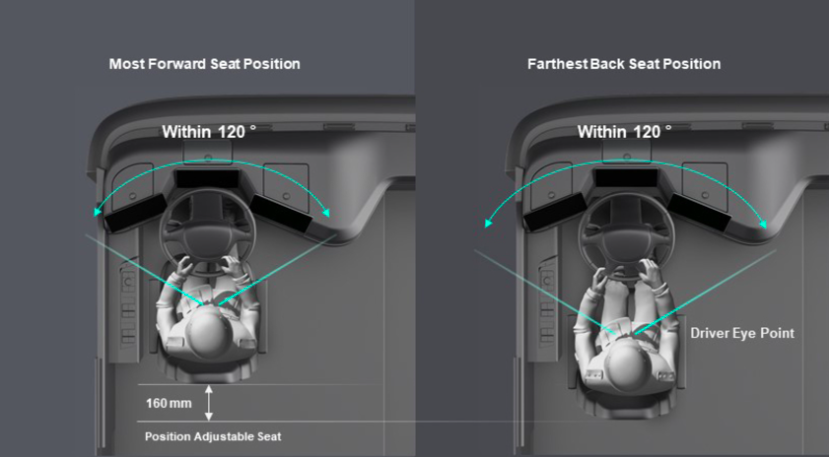 Most Forward Seat Position
Farthest Back Seat Position
Within 120 °
Within 120 °
Driver Eye Point
160 mm
Position Adjustable Seat